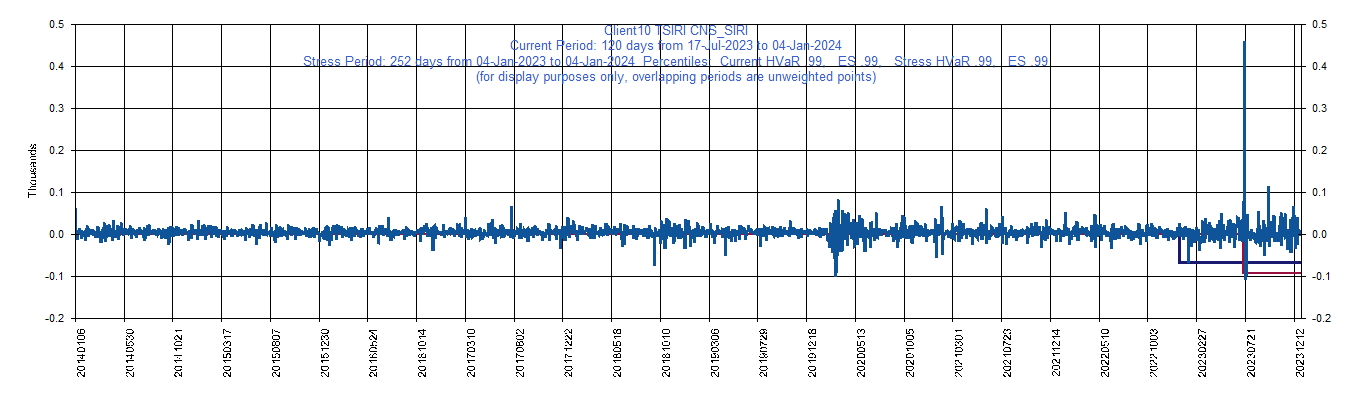 Client10 TSIRI CNS_SIRI
Current Period: 120 days from 17-Jul-2023 to 04-Jan-2024
Stress Period: 252 days from 04-Jan-2023 to 04-Jan-2024 Percentiles: Current HVaR .99, ES .99, Stress HVaR .99, ES .99
(for display purposes only, overlapping periods are unweighted points)
0.5 0.5
0.4 0.4
0.3 0.3
0.2 0.2
Thousands
0.1 0.1
0.0 0.0
-0.1 -0.1
-0.2 -0.2
20140106 20140530 20141021 20150317 20150807 20151230 20160524 20161014 20170310 20170802 20171222 20180518 20181010 20190306 20190729 20191218 20200513 20201005 20210301 20210723 20211214 20220510 20221003 20230227 20230721 20231212